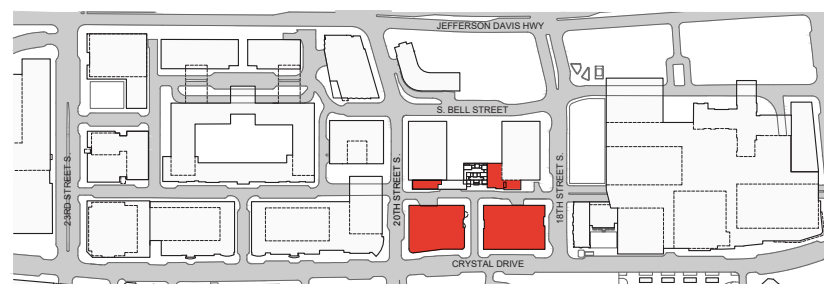 JEFFERSON DAVIS HWY
S. BELL STREET
23RD STREET S.
20TH STREET S.
18TH STREET S.
CRYSTAL DRIVE